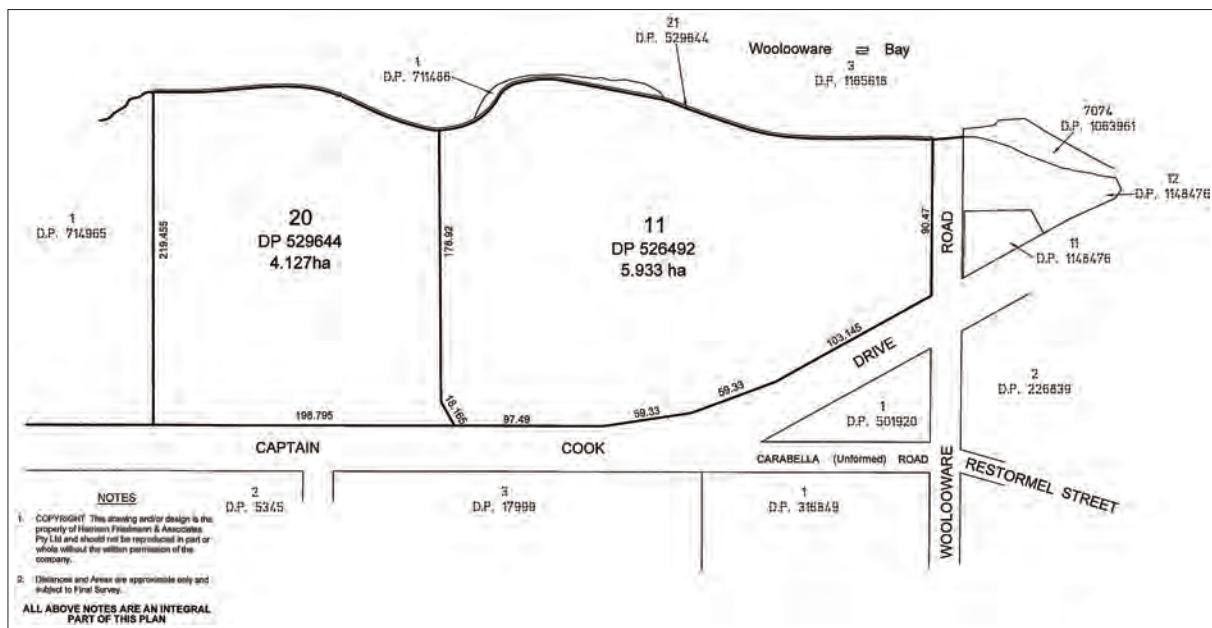 21
D.P. 529644
Woolooware Bay
3
D.P. 1165618
1
D.P. 711486
7074
D.P. 1063961
12
D.P. 1148476
1
D.P. 714965
219.455
20
DP 529644
4.127ha
178.92
11
DP 526492
5.933 ha
90.47
ROAD
11
D.P. 1148476
103.145
DRIVE
59.33
59.33
97.49
18.165
198.795
2
D.P. 226839
1
D.P. 501920
CAPTAIN
COOK
CARABELLA (Unformed) ROAD
WOOLOOWARE
RESTORMEL STREET
2
D.P. 5345
3
D.P. 17999
1
D.P. 316849
NOTES
1. COPYRIGHT This drawing and/or design is the
property of Harrison Friedmann & Associates
Pty Ltd and should not be reproduced in part or
whole without the written permission of the
company.
2. Distances and Areas are approximate only and
subject to Final Survey.
ALL ABOVE NOTES ARE AN INTEGRAL
PART OF THIS PLAN